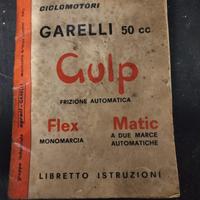 CICLOMOTORI
GARELLI 50 cc
Gulp
FRIZIONE AUTOMATICA
Flex
MONOMARCIA
Matic
A DUE MARCE
AUTOMATICHE
LIBRETTO ISTRUZIONI